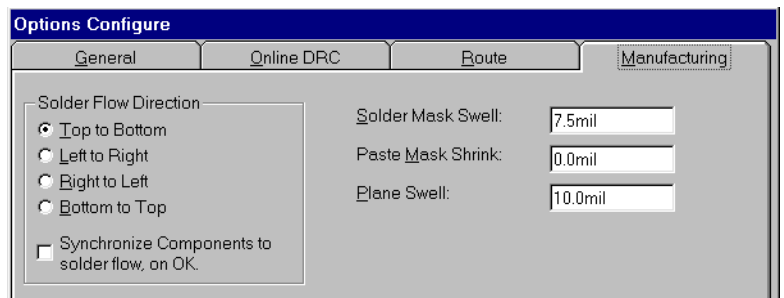 Options Configure
General Online DRC Route Manufacturing
Solder Flow Direction
Top to Bottom
Left to Right
Right to Left
Bottom to Top
Synchronize Components to
solder flow, on OK.
Solder Mask Swell: 7.5mil
Paste Mask Shrink: 0.0mil
Plane Swell: 10.0mil